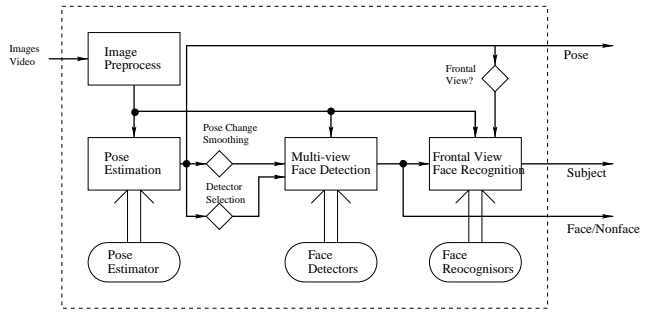 Images
Video
Image
Preprocess
Pose
Frontal
View?
Pose Change
Smoothing
Pose
Estimation
Multi-view
Face Detection
Frontal View
Face Recognition
Detector
Selection
Subject
Face/Nonface
Pose
Estimator
Face
Detectors
Face
Reocognisors